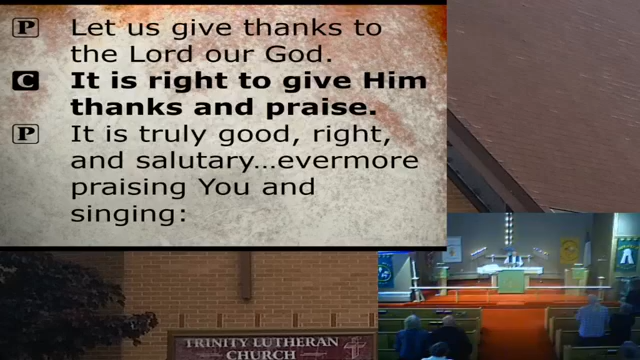 P Let us give thanks to
the Lord our God.
C It is right to give Him
thanks and praise.
P It is truly good, right,
and salutary...evermore
praising You and
singing:
TRINITY LUTHERAN
CHURCH